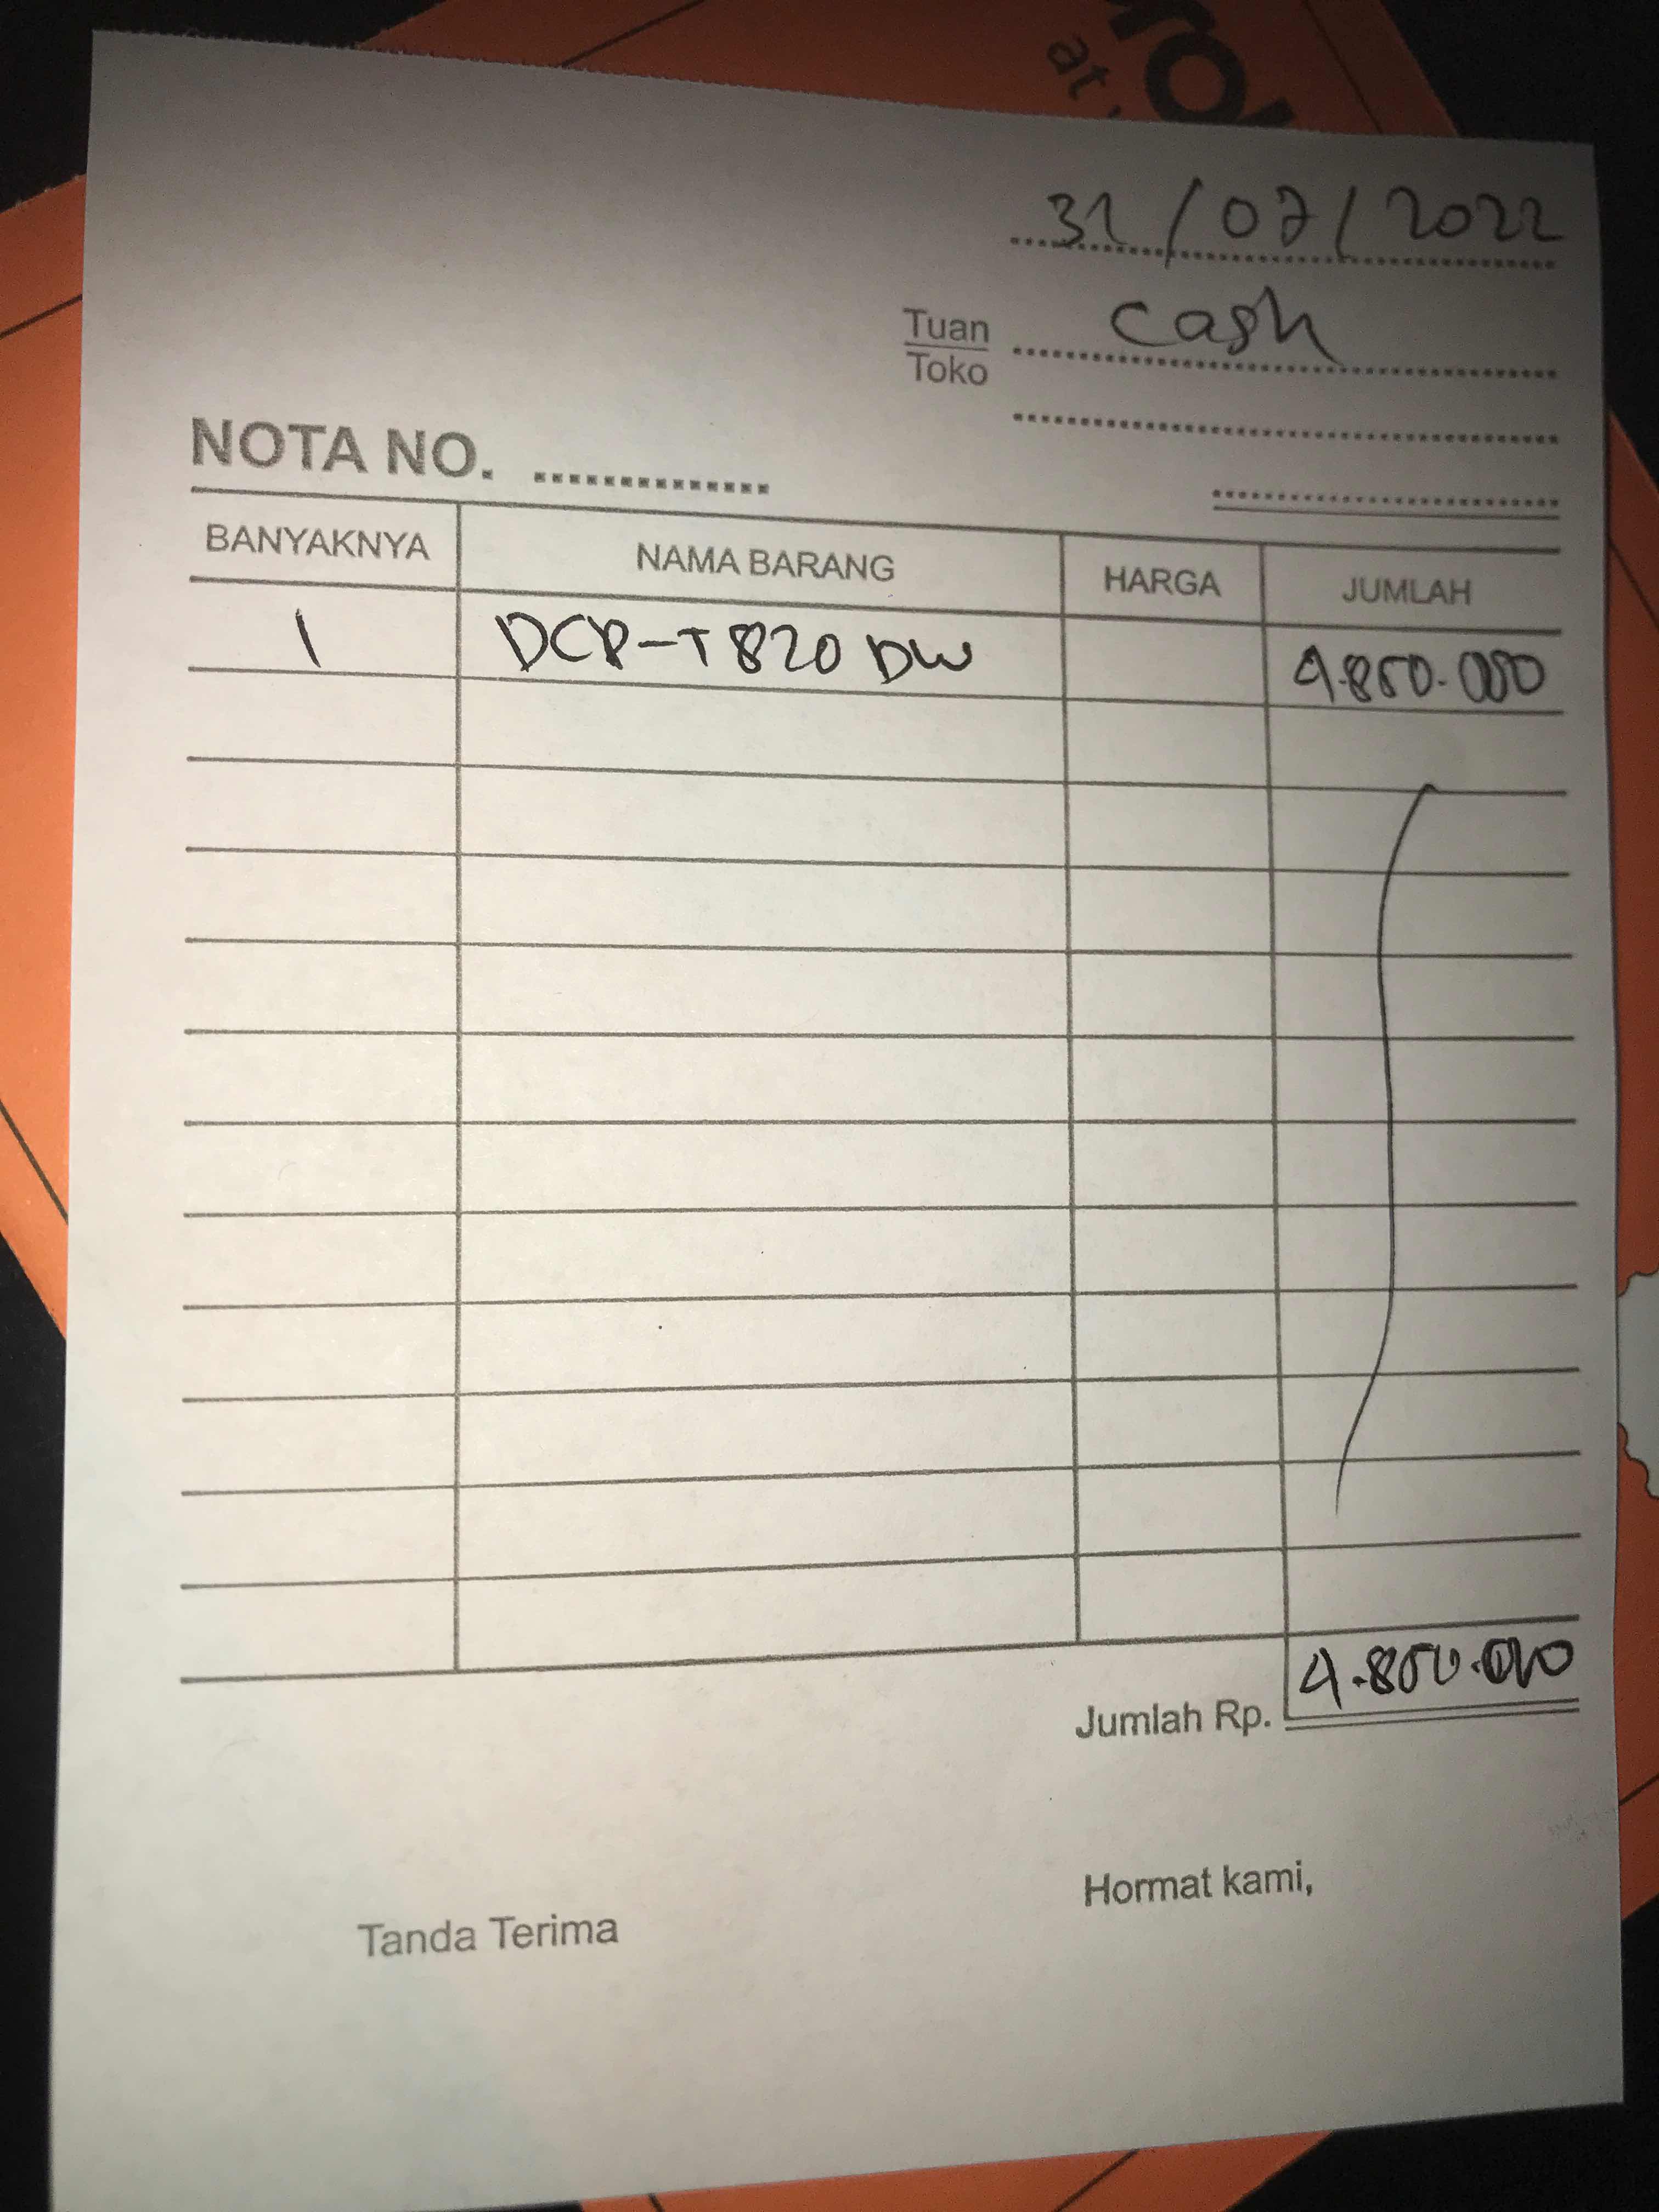 at
31/07/2022
Tuan cash
Toko
NOTA NO.
BANYAKNYA NAMA BARANG HARGA JUMLAH
1 DCP-T820 DW 4.850.000
Jumlah Rp. 4.850.000
Tanda Terima Hormat kami,